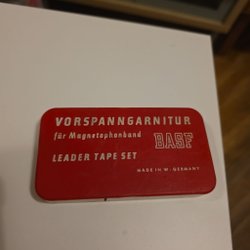 VORSPANNGARNITUR
für Magnetophonband
BASF
LEADER TAPE SET
MADE IN W. GERMANY